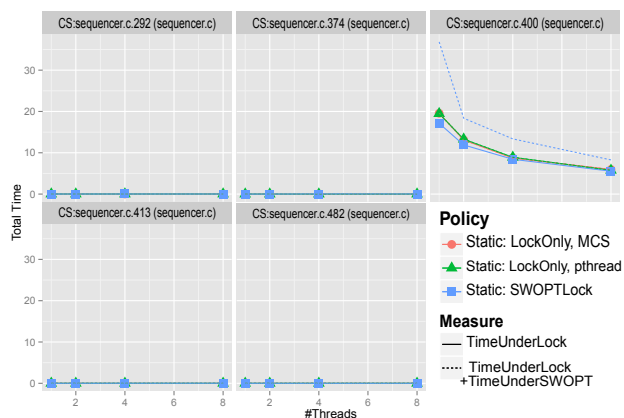 CS:sequencer.c.292 (sequencer.c)
CS:sequencer.c.374 (sequencer.c)
CS:sequencer.c.400 (sequencer.c)
30
20
10
0
CS:sequencer.c.413 (sequencer.c)
CS:sequencer.c.482 (sequencer.c)
30
20
10
0
Total Time
2 4 6 8
2 4 6 8
#Threads
Policy
Static: LockOnly, MCS
Static: LockOnly, pthread
Static: SWOPTLock
Measure
TimeUnderLock
TimeUnderLock
+TimeUnderSWOPT